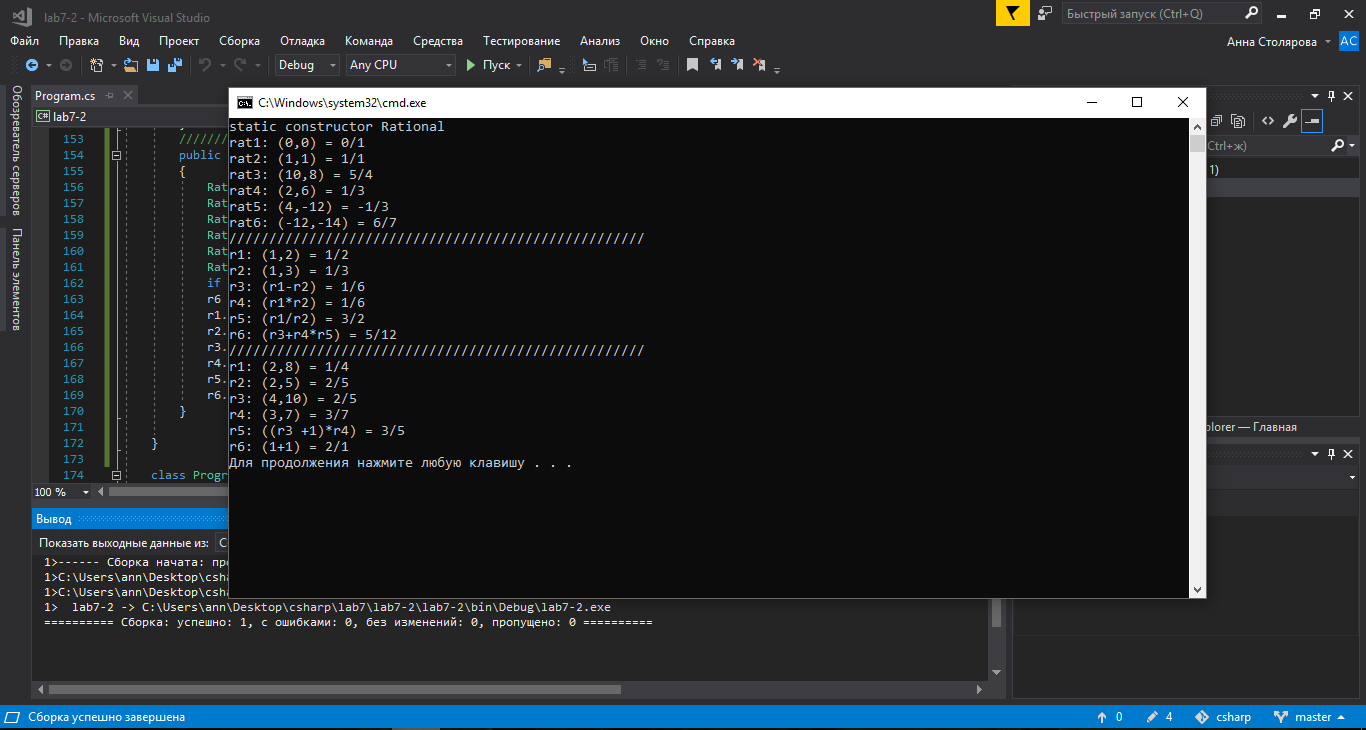 lab7-2 - Microsoft Visual Studio
Быстрый запуск (Ctrl+Q)
Файл Правка Вид Проект Сборка Отладка Команда Средства Тестирование Анализ Окно Справка
Анна Столярова AC
Debug Any CPU Пуск
Обозреватель серверов
Панель элементов
Program.cs
C# lab7-2
153 ///////
154 public
155 {
156 Rat
157 Rat
158 Rat
159 Rat
160 Rat
161 Rat
162 if
163 r6
164 r1.
165 r2.
166 r3.
167 r4.
168 r5.
169 r6.
170 }
171
172 }
173
174 class Progr
100 %
C:\Windows\system32\cmd.exe
static constructor Rational
rat1: (0,0) = 0/1
rat2: (1,1) = 1/1
rat3: (10,8) = 5/4
rat4: (2,6) = 1/3
rat5: (4,-12) = -1/3
rat6: (-12,-14) = 6/7
////////////////////////////////////////////////////
r1: (1,2) = 1/2
r2: (1,3) = 1/3
r3: (r1-r2) = 1/6
r4: (r1*r2) = 1/6
r5: (r1/r2) = 3/2
r6: (r3+r4*r5) = 5/12
////////////////////////////////////////////////////
r1: (2,8) = 1/4
r2: (2,5) = 2/5
r3: (4,10) = 2/5
r4: (3,7) = 3/7
r5: ((r3 +1)*r4) = 3/5
r6: (1+1) = 2/1
Для продолжения нажмите любую клавишу . . .
Ctrl+ж)
1)
plorer — Главная
Вывод
Показать выходные данные из: С
1>------ Сборка начата: про
1>C:\Users\ann\Desktop\csha
1>C:\Users\ann\Desktop\csha
1> lab7-2 -> C:\Users\ann\Desktop\csharp\lab7\lab7-2\lab7-2\bin\Debug\lab7-2.exe
========== Сборка: успешно: 1, с ошибками: 0, без изменений: 0, пропущено: 0 ==========
Сборка успешно завершена
0 4 csharp master